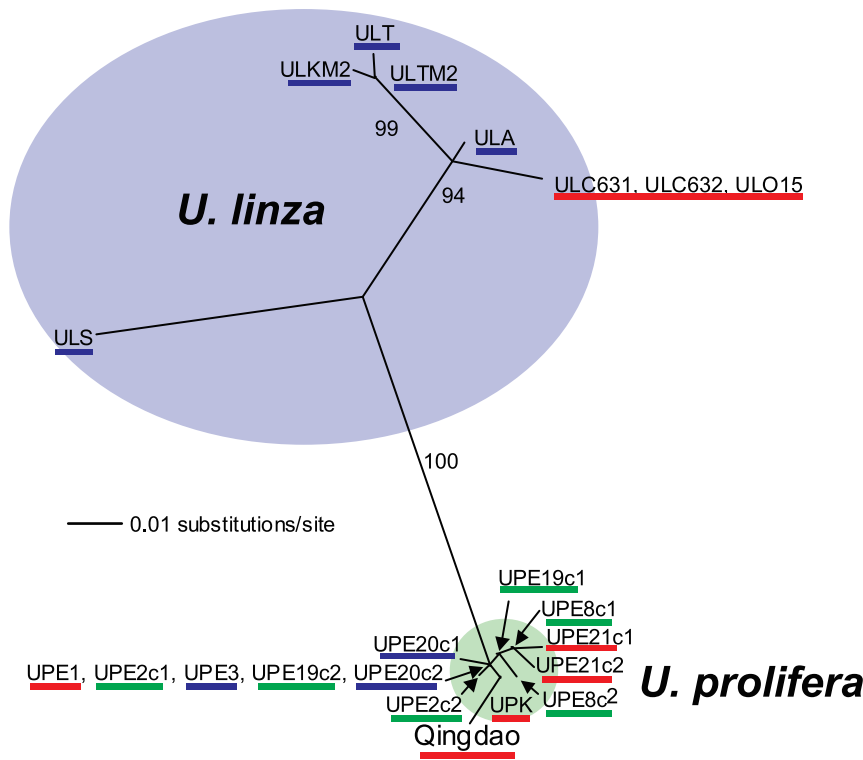 ULT
ULKM2
ULTM2
99
ULA
ULC631, ULC632, ULO15
94
U. linza
ULS
100
0.01 substitutions/site
UPE19c1
UPE8c1
UPE20c1
UPE21c1
UPE1, UPE2c1, UPE3, UPE19c2, UPE20c2
UPE21c2
U. prolifera
UPE2c2
UPK
UPE8c2
Qingdao